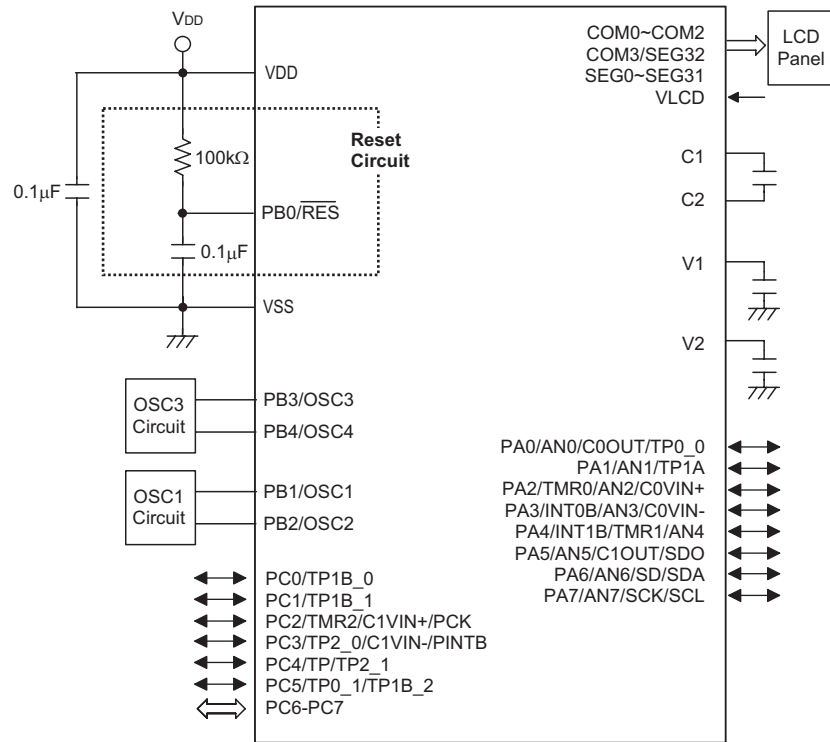 VDD
VDD
Reset
Circuit
100kΩ
0.1μF
PB0/R̅E̅S̅
0.1μF
VSS
OSC3
Circuit
PB3/OSC3
PB4/OSC4
OSC1
Circuit
PB1/OSC1
PB2/OSC2
PC0/TP1B_0
PC1/TP1B_1
PC2/TMR2/C1VIN+/PCK
PC3/TP2_0/C1VIN-/PINTB
PC4/TP/TP2_1
PC5/TP0_1/TP1B_2
PC6-PC7
COM0~COM2
COM3/SEG32
SEG0~SEG31
VLCD
LCD
Panel
C1
C2
V1
V2
PA0/AN0/C0OUT/TP0_0
PA1/AN1/TP1A
PA2/TMR0/AN2/C0VIN+
PA3/INT0B/AN3/C0VIN-
PA4/INT1B/TMR1/AN4
PA5/AN5/C1OUT/SDO
PA6/AN6/SD/SDA
PA7/AN7/SCK/SCL